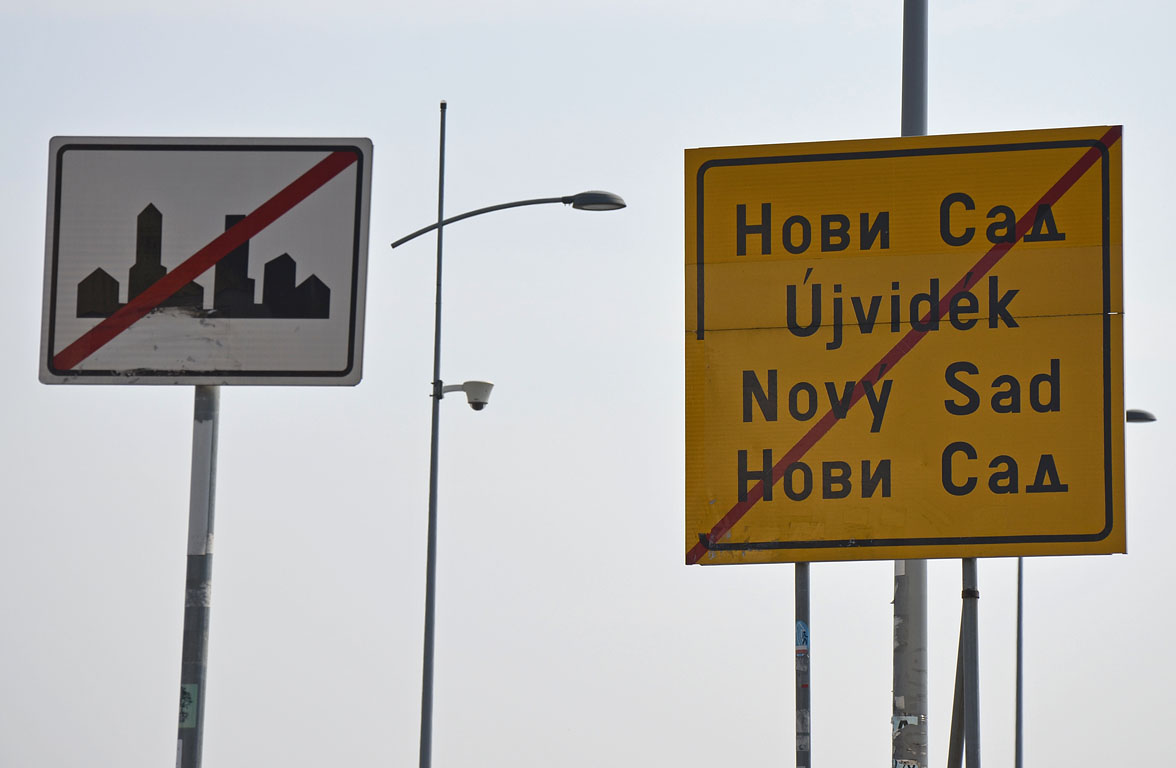 Нови Сад
Újvidék
Nový Sad
Нови Сад